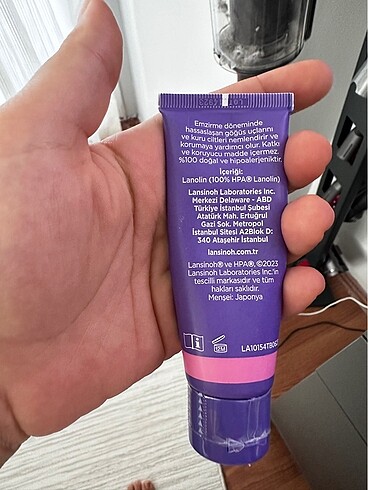 Emzirme döneminde
hassaslaşan göğüs uçlarını
ve kuru ciltleri nemlendirir ve
korumaya yardımcı olur. Katkı
ve koruyucu madde içermez.
%100 doğal ve hipoalerjeniktir.
İçeriği:
Lanolin (100% HPA® Lanolin)
Lansinoh Laboratories Inc.
Merkezi Delaware - ABD
Türkiye İstanbul Şubesi
Atatürk Mah. Ertuğrul
Gazi Sok. Metropol
İstanbul Sitesi A2Blok D:
340 Ataşehir İstanbul
lansinoh.com.tr
Lansinoh® ve HPA®, ©2023
Lansinoh Laboratories Inc.'in
tescilli markasıdır ve tüm
hakları saklıdır.
Menşei: Japonya
12M